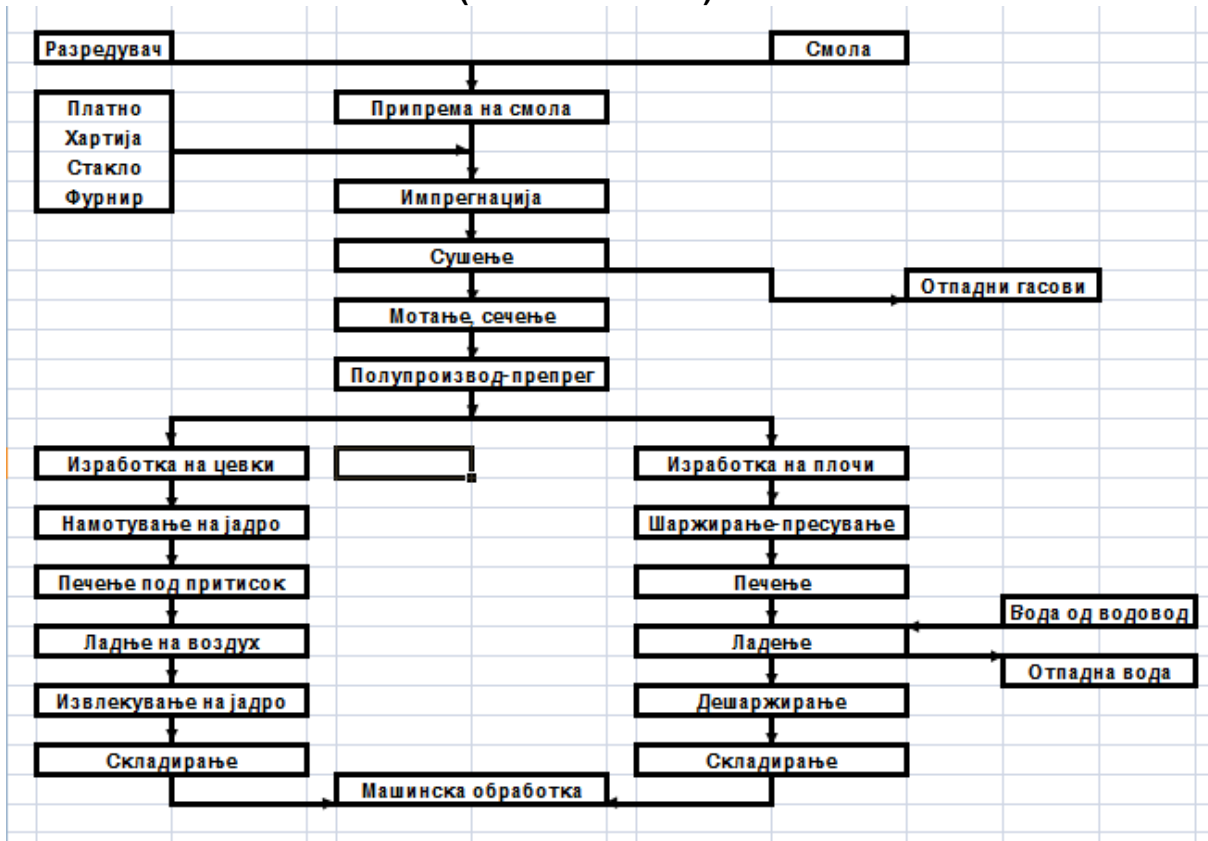 Разредувач
Смола
Платно
Хартија
Стакло
Фурнир
Припрема на смола
Импрегнација
Сушење
Отпадни гасови
Мотање, сечење
Полупроизвод-препрег
Изработка на цевки
Изработка на плочи
Намотување на јадро
Шаржирање-пресување
Печење под притисок
Печење
Вода од водовод
Ладње на воздух
Ладење
Отпадна вода
Извлекување на јадро
Дешаржирање
Складирање
Складирање
Машинска обработка